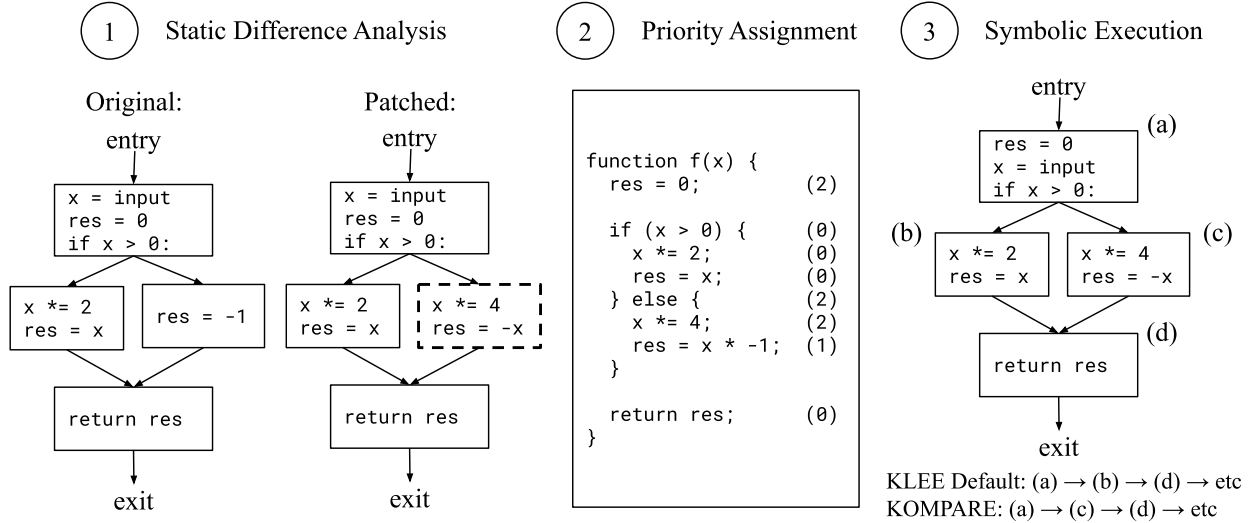 1 Static Difference Analysis
Original:
entry
x = input
res = 0
if x > 0:
x *= 2
res = x
res = -1
return res
exit
Patched:
entry
x = input
res = 0
if x > 0:
x *= 2
res = x
x *= 4
res = -x
return res
exit
2 Priority Assignment
function f(x) {
res = 0; (2)
if (x > 0) { (0)
x *= 2; (0)
res = x; (0)
} else { (2)
x *= 4; (2)
res = x * -1; (1)
}
return res; (0)
}
3 Symbolic Execution
entry
(a)
res = 0
x = input
if x > 0:
(b)
x *= 2
res = x
(c)
x *= 4
res = -x
(d)
return res
exit
KLEE Default: (a) → (b) → (d) → etc
KOMPARE: (a) → (c) → (d) → etc